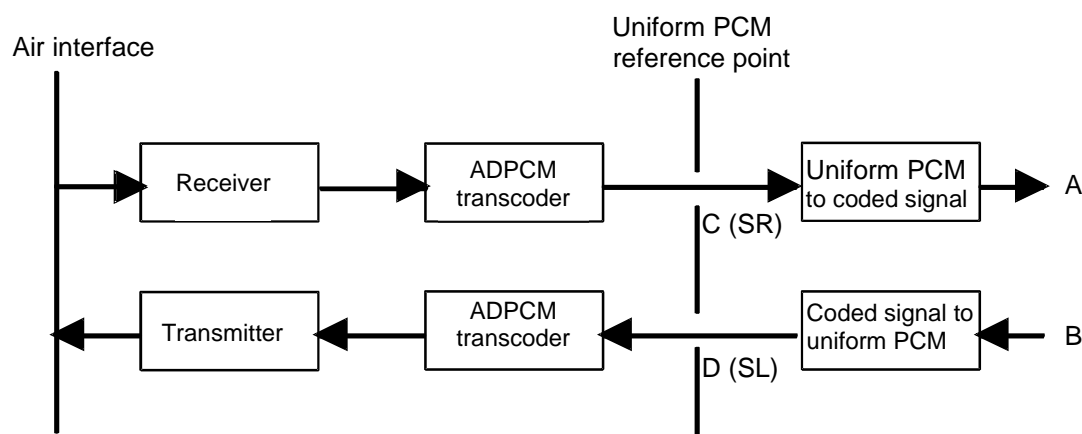 Air interface
Uniform PCM
reference point
Receiver
ADPCM
transcoder
Uniform PCM
to coded signal
A
C (SR)
Transmitter
ADPCM
transcoder
Coded signal to
uniform PCM
B
D (SL)